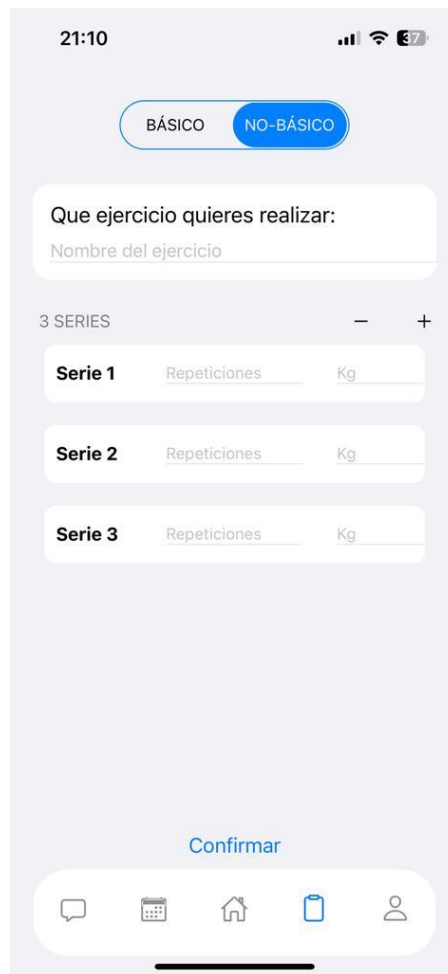 21:10
37
BÁSICO NO-BÁSICO
Que ejercicio quieres realizar:
Nombre del ejercicio
3 SERIES − +
Serie 1 Repeticiones Kg
Serie 2 Repeticiones Kg
Serie 3 Repeticiones Kg
Confirmar